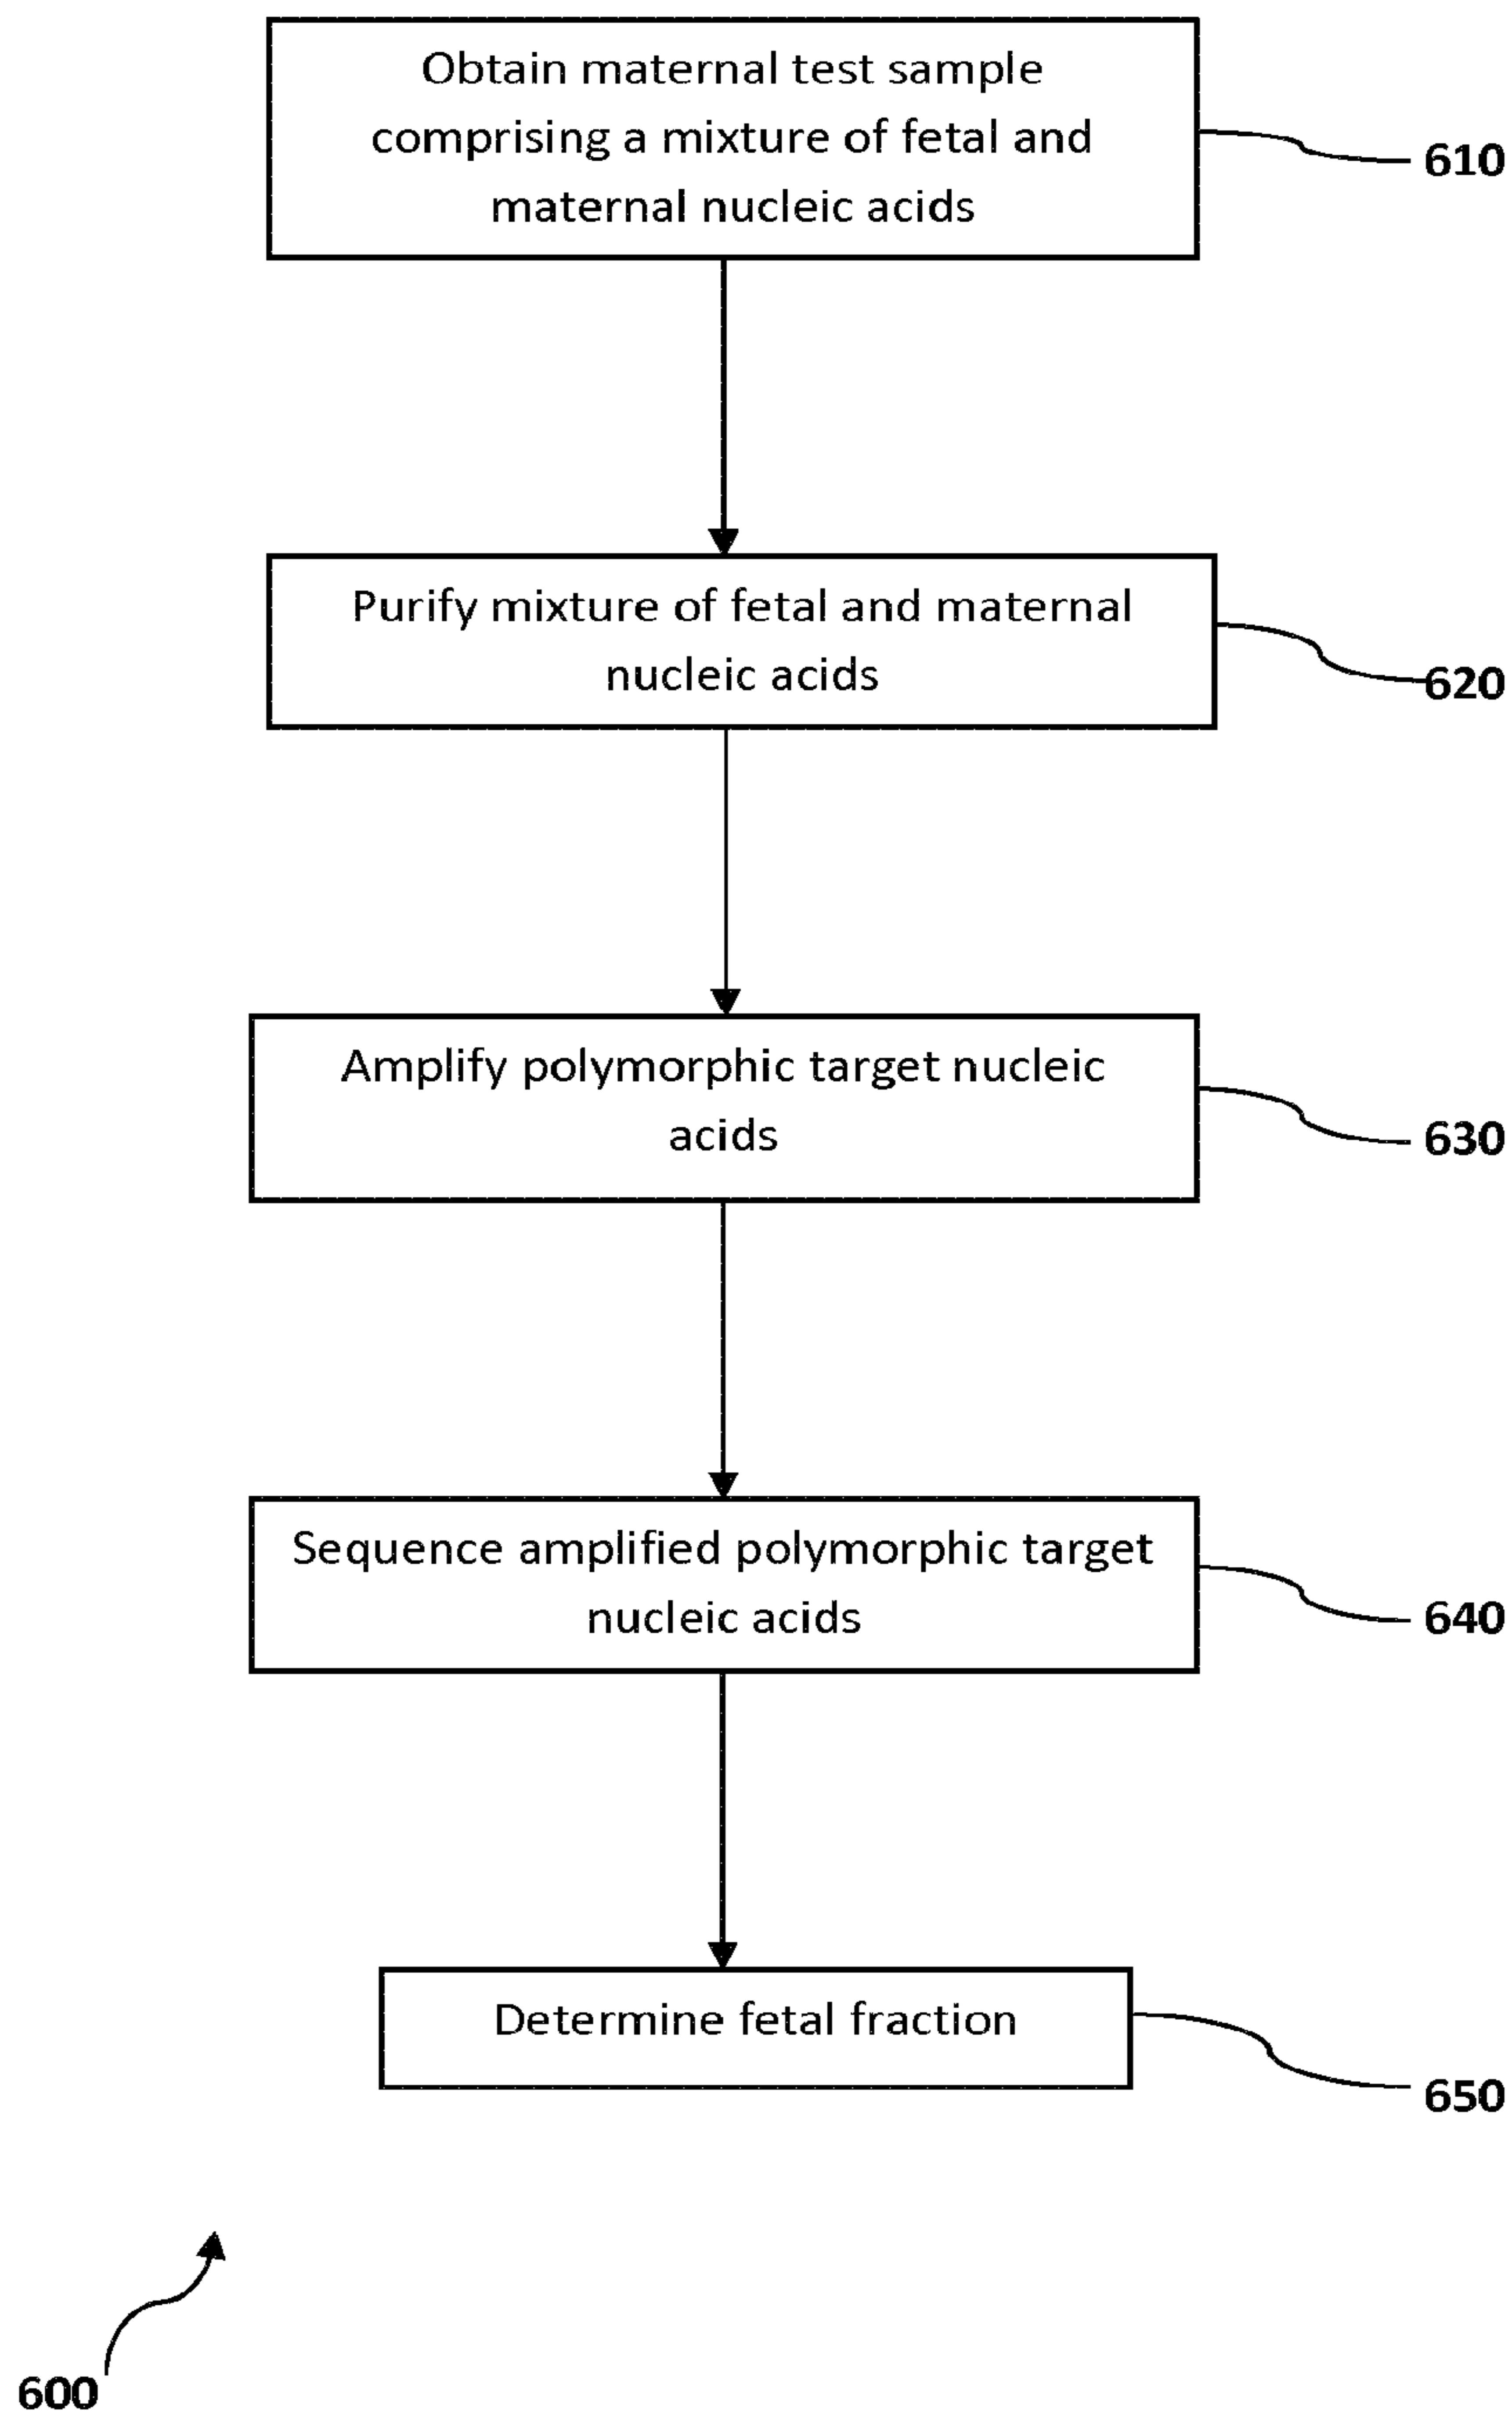 Obtain maternal test sample
comprising a mixture of fetal and
maternal nucleic acids
610
Purify mixture of fetal and maternal
nucleic acids
620
Amplify polymorphic target nucleic
acids
630
Sequence amplified polymorphic target
nucleic acids
640
Determine fetal fraction
650
600